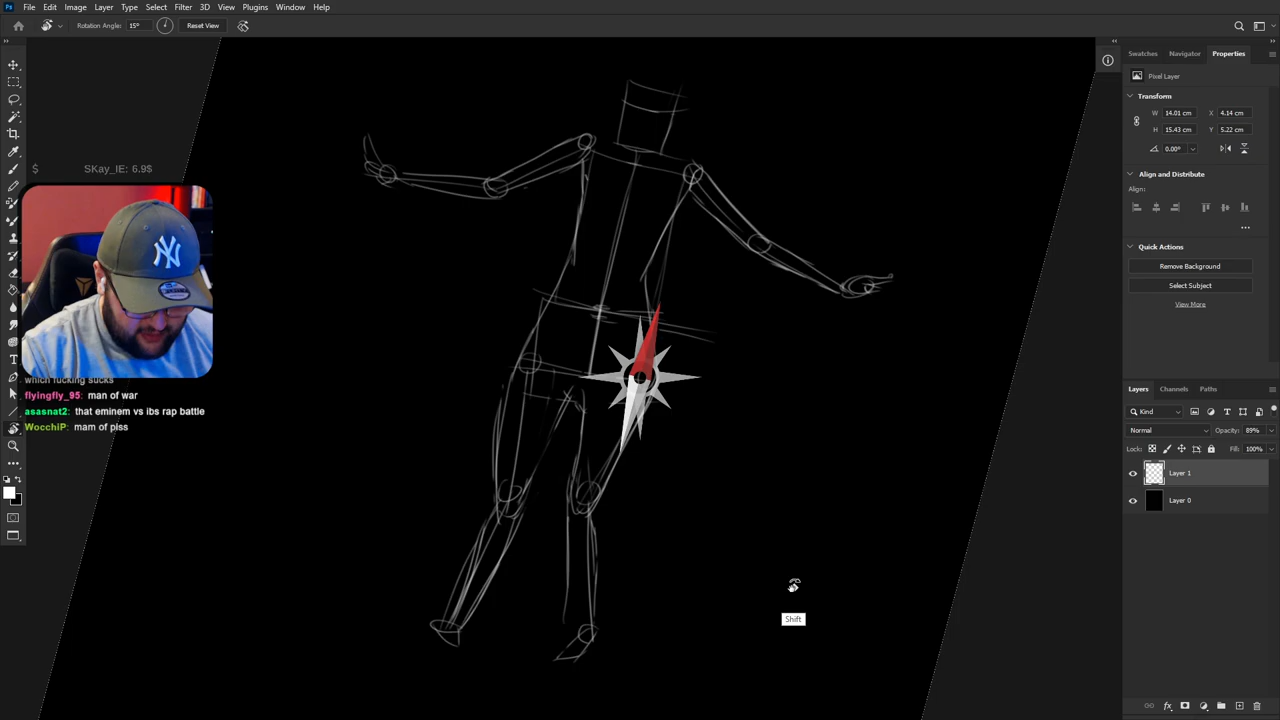 Ps File Edit Image Layer Type Select Filter 3D View Plugins Window Help
Rotation Angle: 15° Reset View
$ SKay_IE: 6.9$
NY
which fucking sucks
flyingfly_95: man of war
asasnat2: that eminem vs ibs rap battle
WocchiP: mam of piss
Shift
Swatches Navigator Properties
Pixel Layer
Transform
W 14.01 cm X 4.14 cm
H 15.43 cm Y 5.22 cm
0.00°
Align and Distribute
Align:
Quick Actions
Remove Background
Select Subject
View More
Layers Channels Paths
Kind
Normal Opacity: 89%
Lock: Fill: 100%
Layer 1
Layer 0